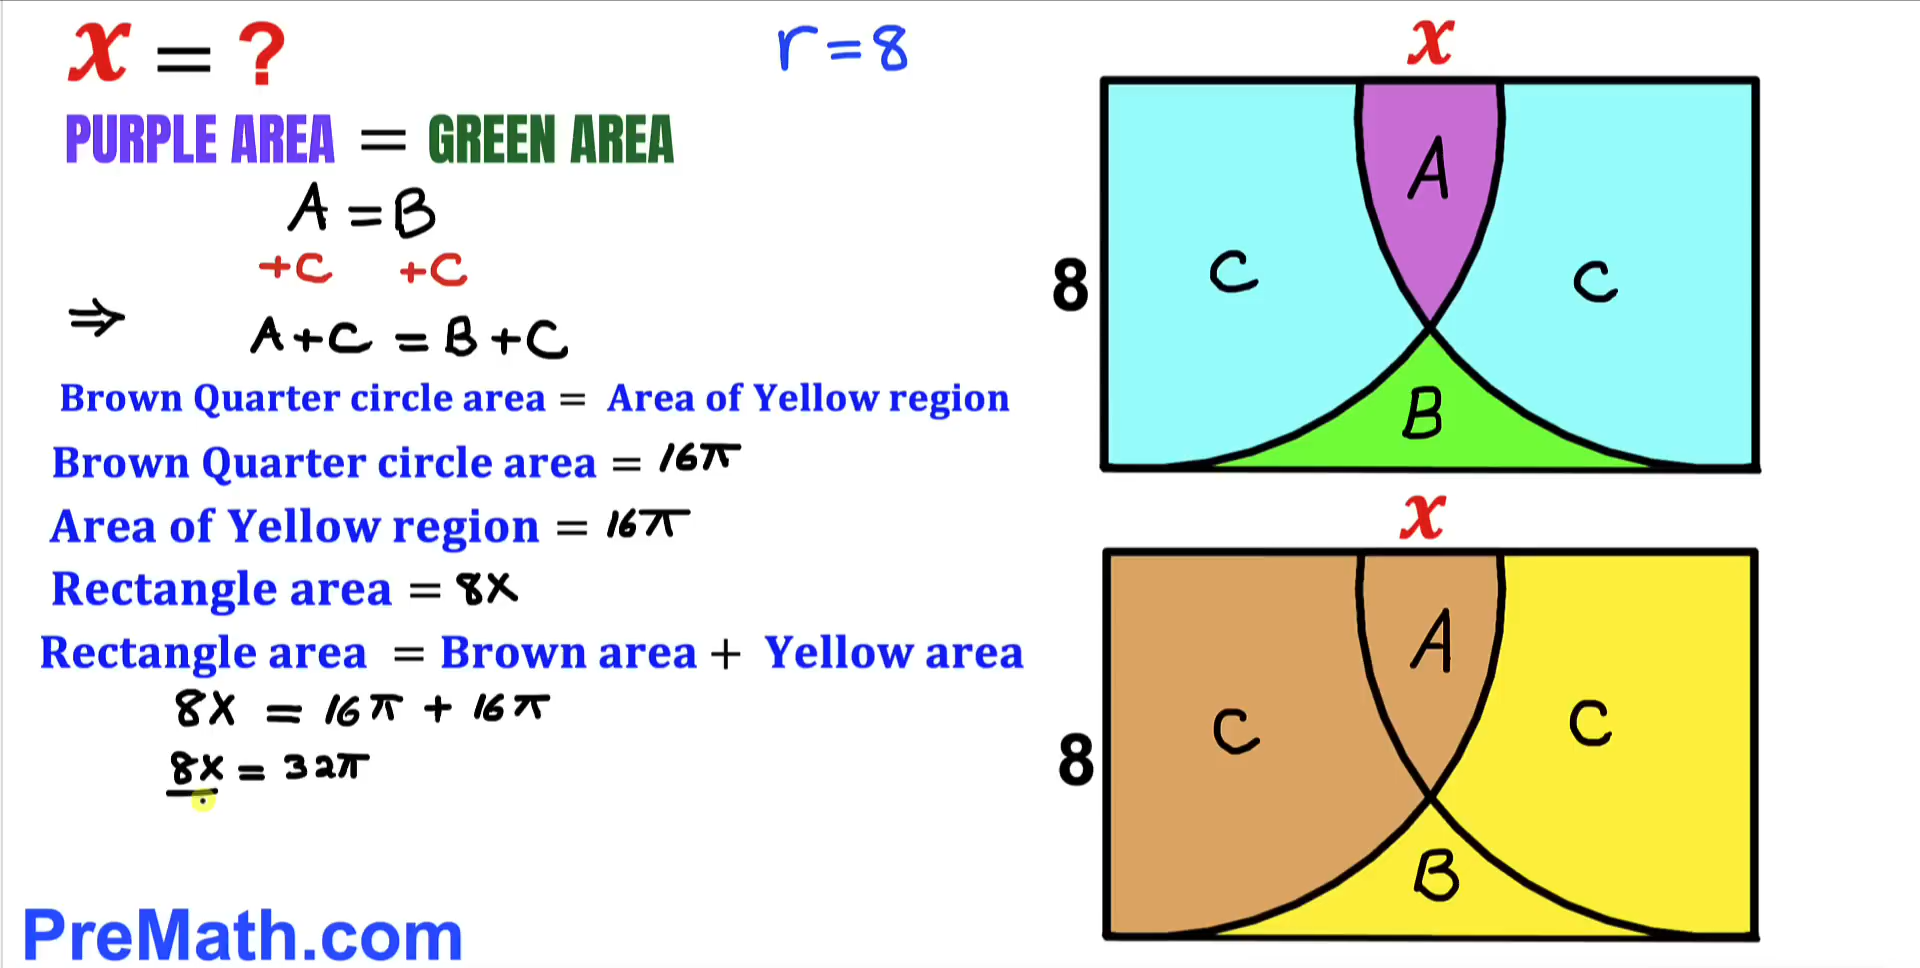 x = ?
r = 8
PURPLE AREA = GREEN AREA
A = B
+C +C
⇒ A + C = B + C
Brown Quarter circle area = Area of Yellow region
Brown Quarter circle area = 16π
Area of Yellow region = 16π
Rectangle area = 8x
Rectangle area = Brown area + Yellow area
8x = 16π + 16π
8x = 32π
PreMath.com
x
8
A
C
C
B
x
8
A
C
C
B